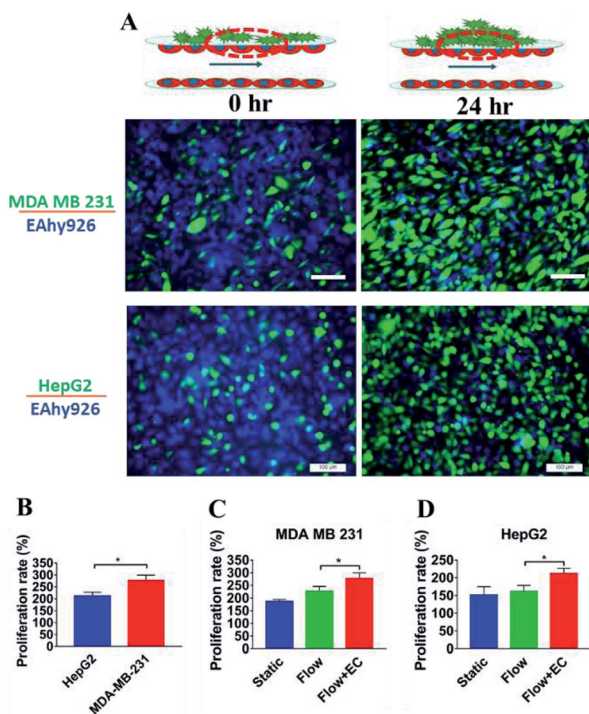 A
0 hr
24 hr
MDA MB 231
EAhy926
HepG2
EAhy926
100 µm
100 µm
B
Proliferation rate (%)
350
300
250
200
150
100
50
0
*
HepG2
MDA-MB-231
C
MDA MB 231
Proliferation rate (%)
350
300
250
200
150
100
50
0
*
Static
Flow
Flow+EC
D
HepG2
Proliferation rate (%)
250
200
150
100
50
0
*
Static
Flow
Flow+EC